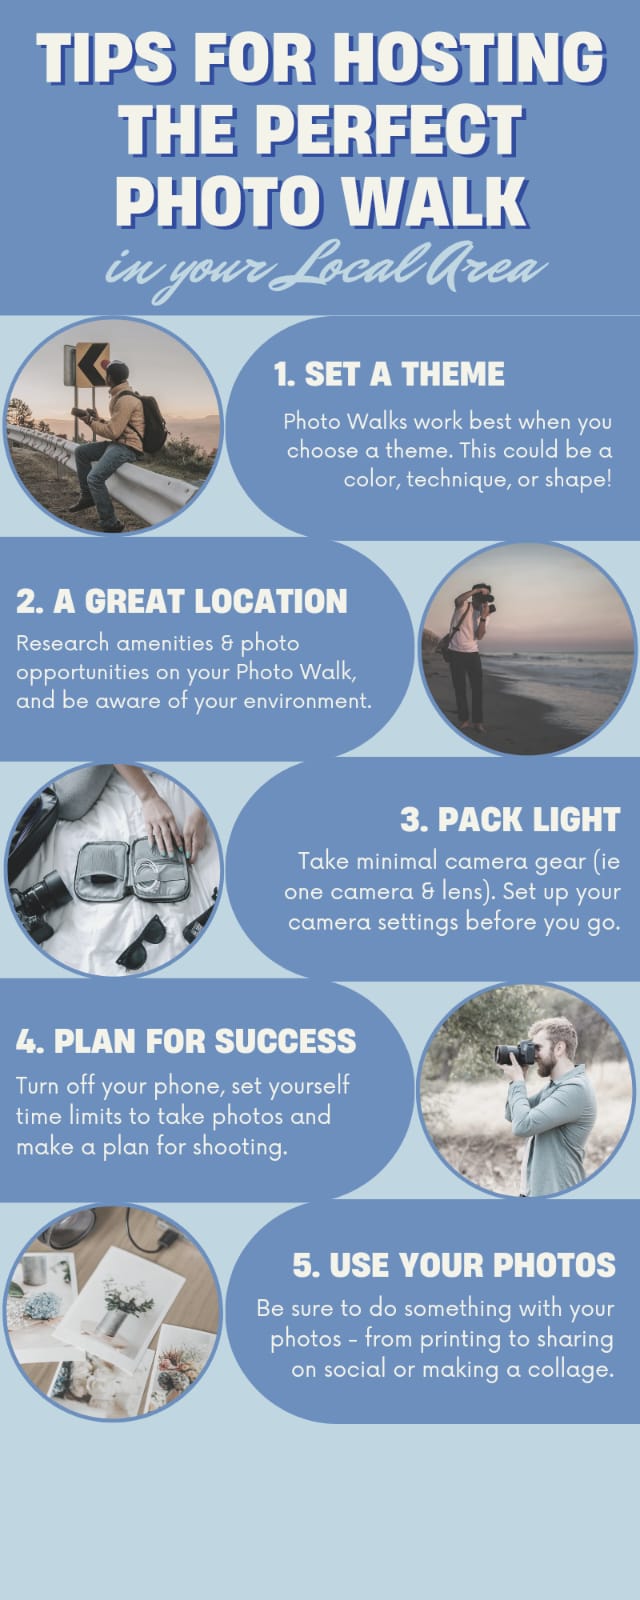 TIPS FOR HOSTING
THE PERFECT
PHOTO WALK
in your Local Area
1. SET A THEME
Photo Walks work best when you
choose a theme. This could be a
color, technique, or shape!
2. A GREAT LOCATION
Research amenities & photo
opportunities on your Photo Walk,
and be aware of your environment.
3. PACK LIGHT
Take minimal camera gear (ie
one camera & lens). Set up your
camera settings before you go.
4. PLAN FOR SUCCESS
Turn off your phone, set yourself
time limits to take photos and
make a plan for shooting.
5. USE YOUR PHOTOS
Be sure to do something with your
photos - from printing to sharing
on social or making a collage.